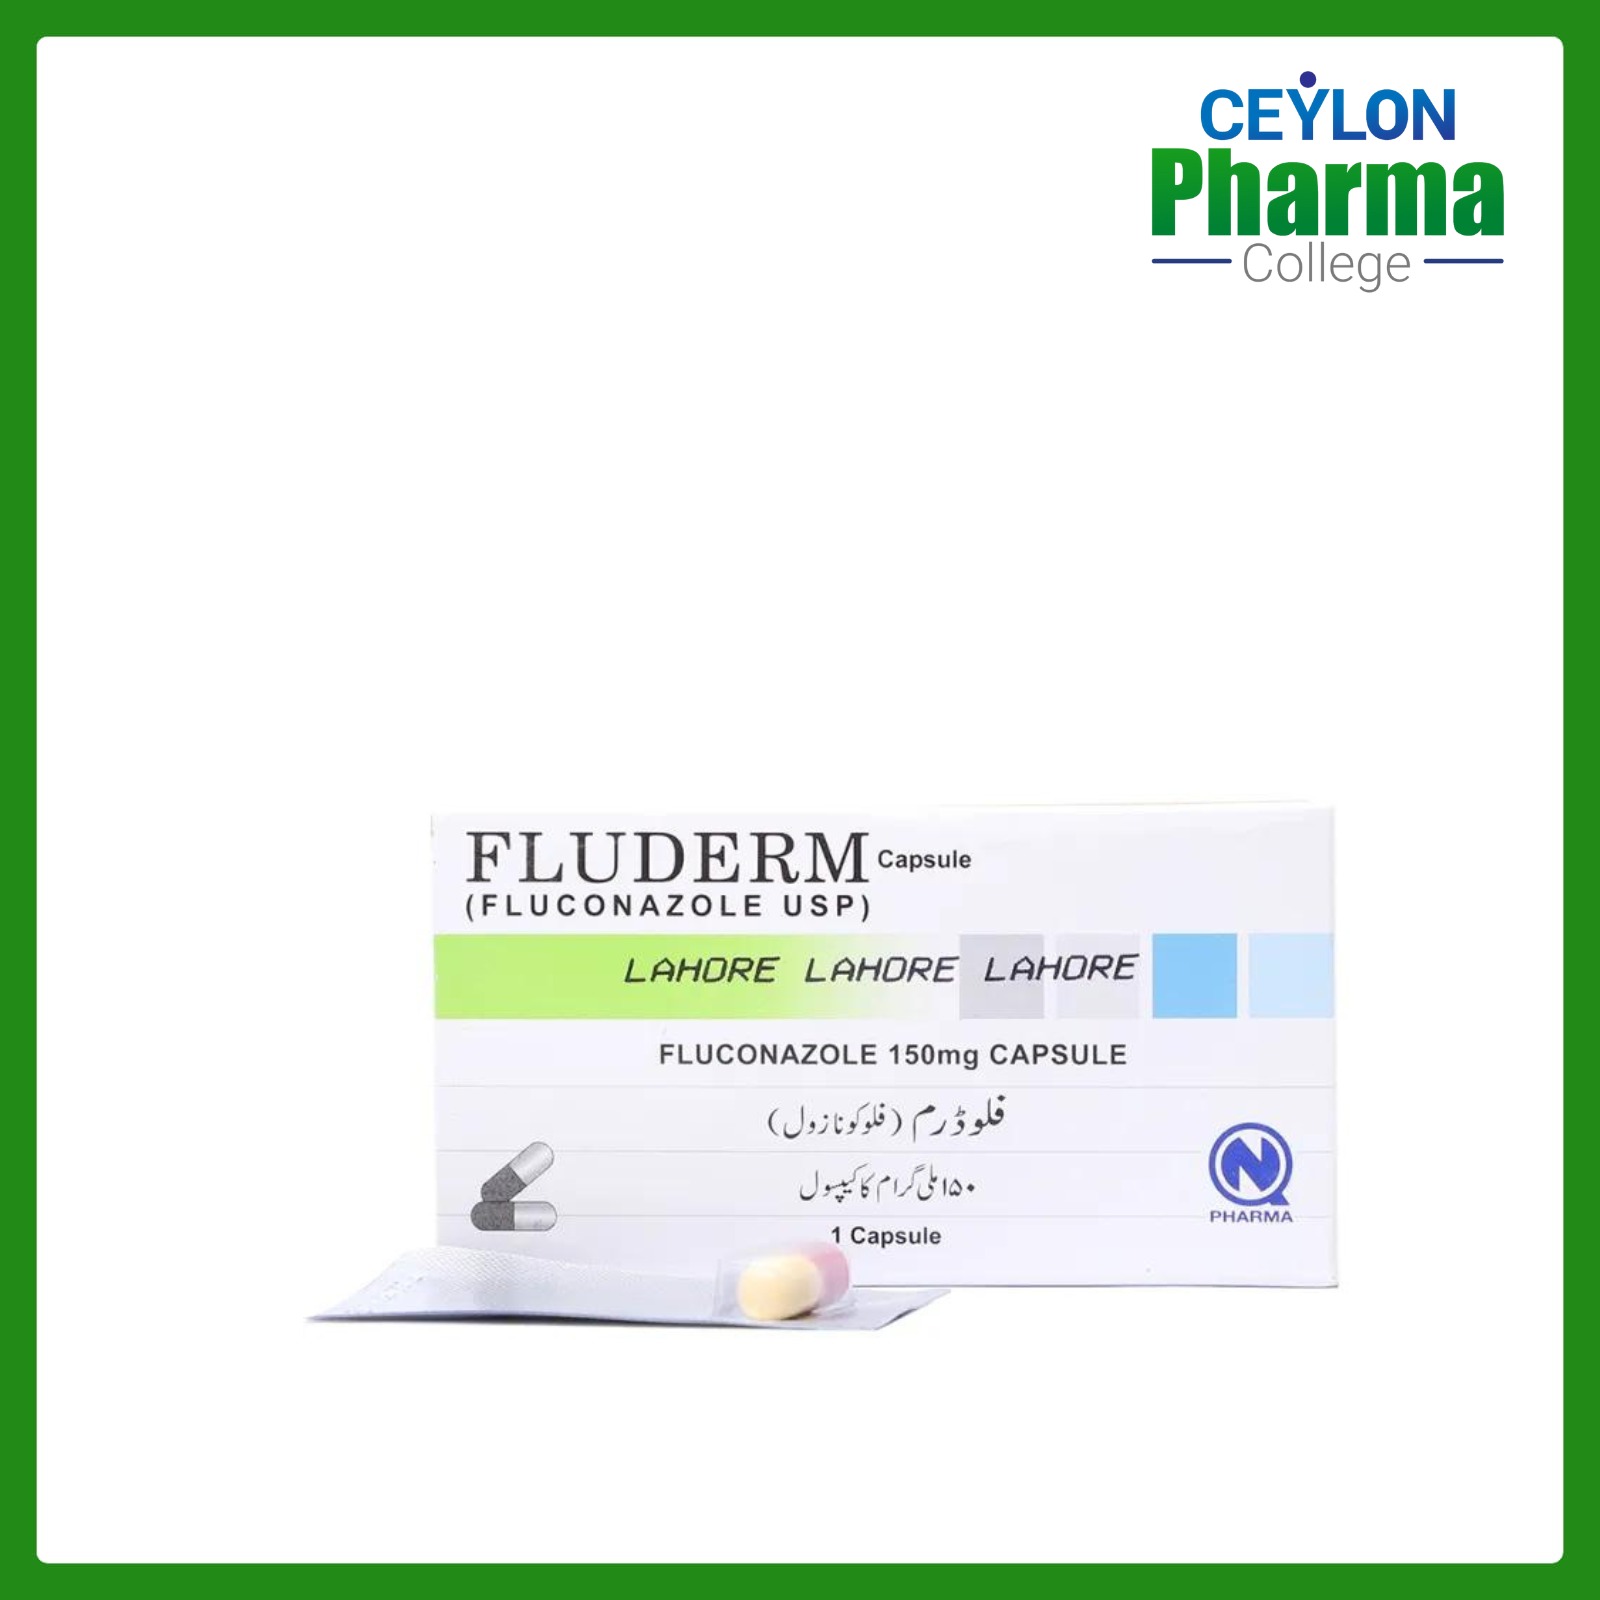 CEYLON
Pharma
College
FLUDERM Capsule
(FLUCONAZOLE USP)
LAHORE LAHORE LAHORE
FLUCONAZOLE 150mg CAPSULE
فلوڈرم (فلوکونازول)
۱۵۰ ملی گرام کا کیپسول
1 Capsule
N
PHARMA